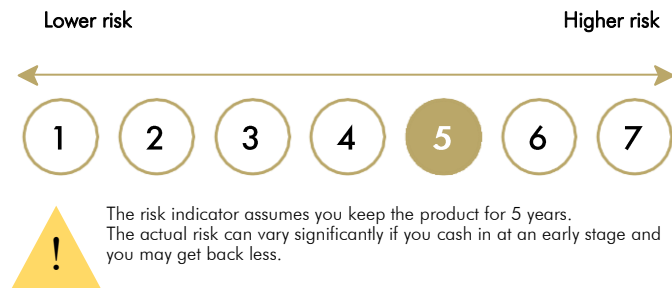 Lower risk Higher risk
1 2 3 4 5 6 7
! The risk indicator assumes you keep the product for 5 years.
The actual risk can vary significantly if you cash in at an early stage and
you may get back less.